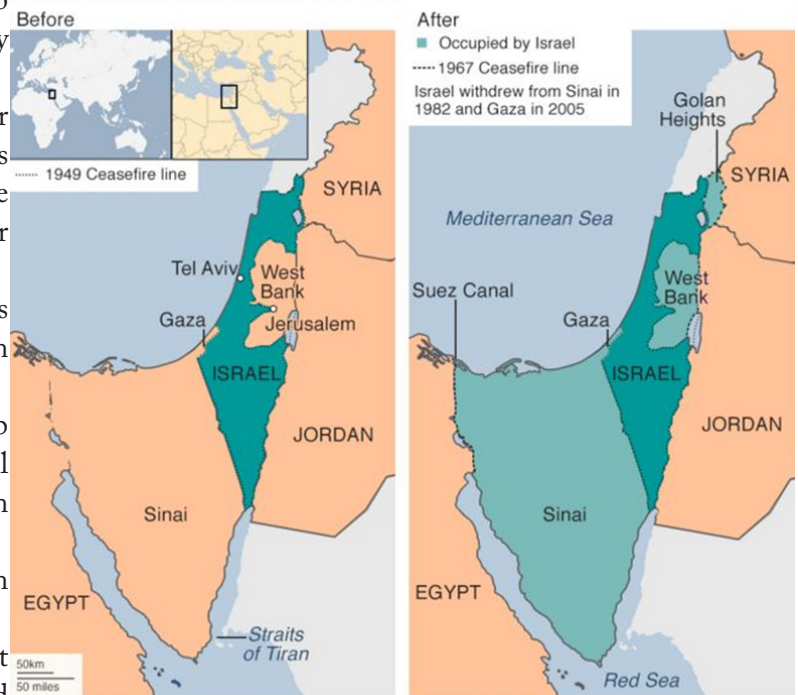 Before
1949 Ceasefire line
SYRIA
Tel Aviv
West
Bank
Gaza
Jerusalem
ISRAEL
JORDAN
Sinai
EGYPT
Straits
of Tiran
50km
50 miles
After
Occupied by Israel
1967 Ceasefire line
Israel withdrew from Sinai in
1982 and Gaza in 2005
Golan
Heights
SYRIA
Mediterranean Sea
West
Bank
Suez Canal
Gaza
ISRAEL
JORDAN
Sinai
EGYPT
Red Sea